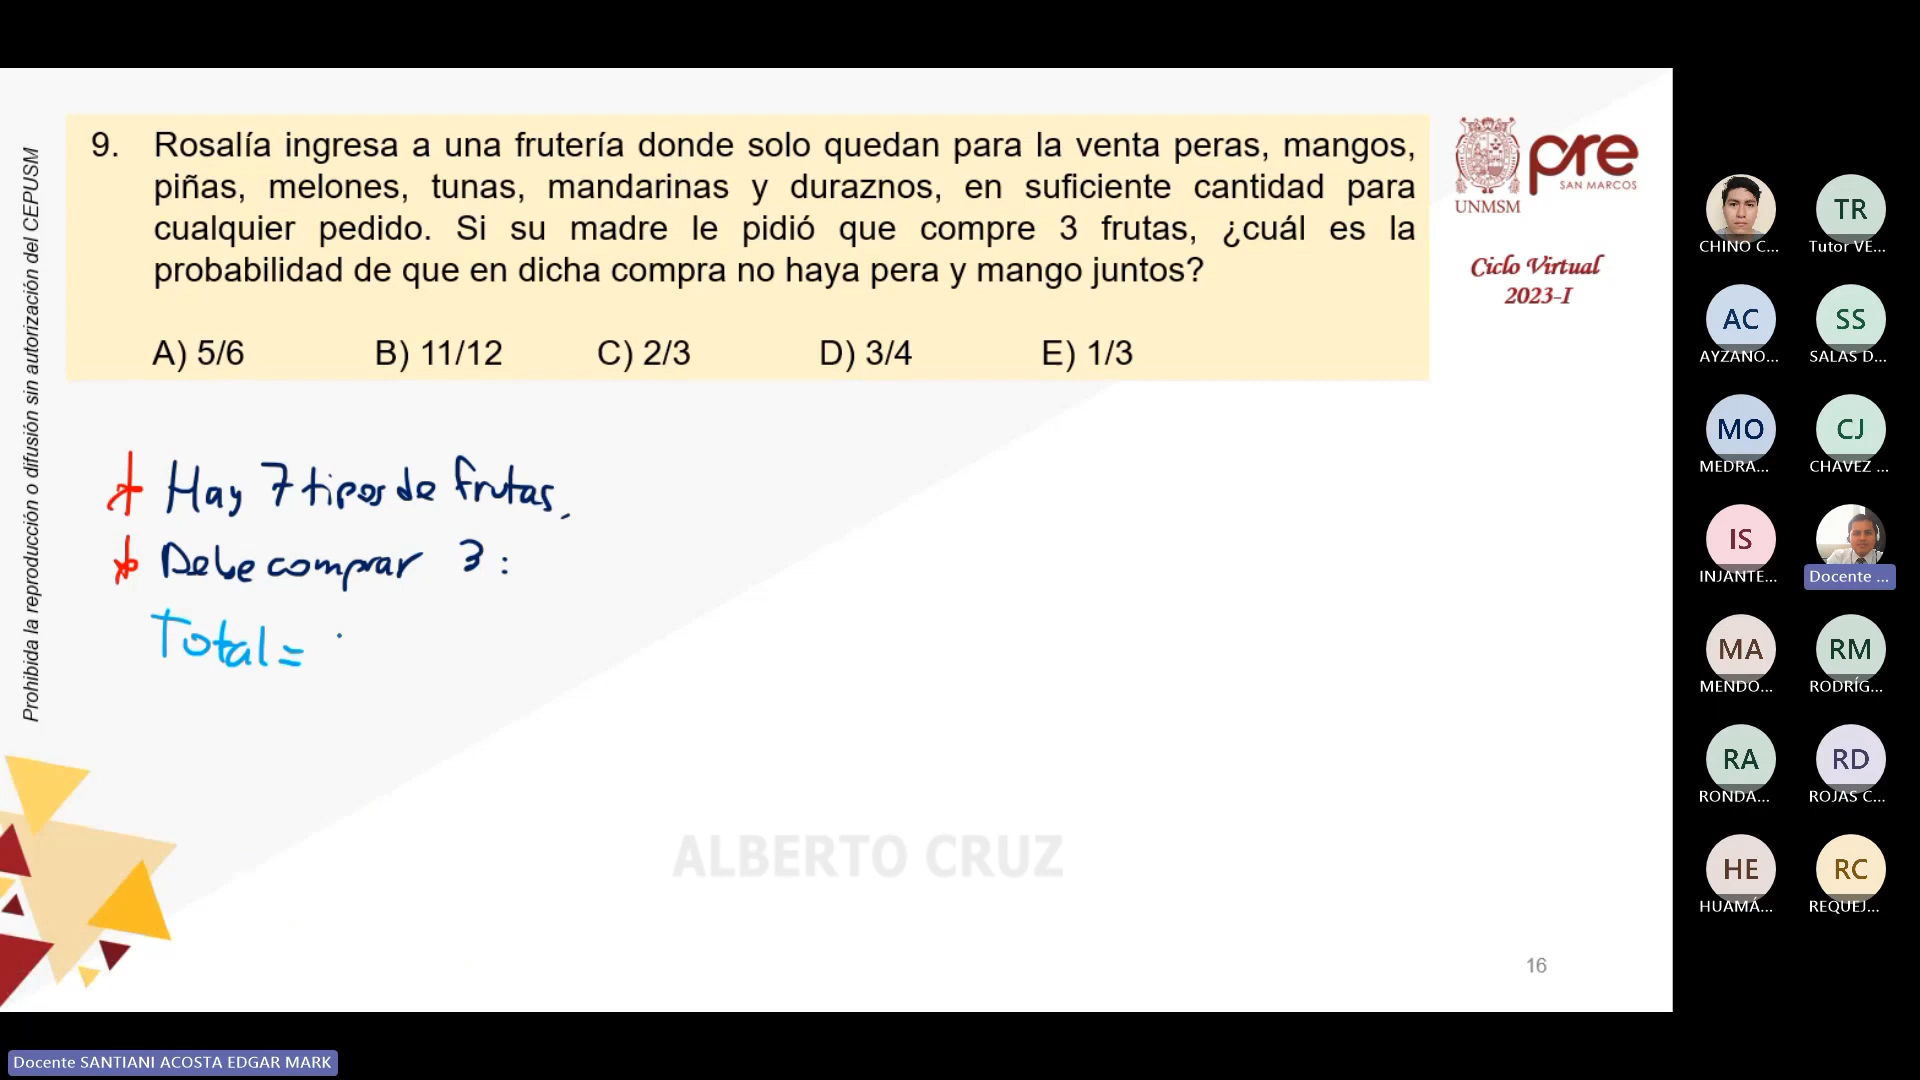 Prohibida la reproducción o difusión sin autorización del CEPUSM
9. Rosalía ingresa a una frutería donde solo quedan para la venta peras, mangos,
piñas, melones, tunas, mandarinas y duraznos, en suficiente cantidad para
cualquier pedido. Si su madre le pidió que compre 3 frutas, ¿cuál es la
probabilidad de que en dicha compra no haya pera y mango juntos?
A) 5/6 B) 11/12 C) 2/3 D) 3/4 E) 1/3
UNMSM
pre
SAN MARCOS
Ciclo Virtual
2023-I
Hay 7 tipos de frutas,
Debe comprar 3:
Total=
ALBERTO CRUZ
16
CHINO C...
TR
Tutor VE...
AC
AYZANO...
SS
SALAS D...
MO
MEDRA...
CJ
CHAVEZ ...
IS
INJANTE...
Docente ...
MA
MENDO...
RM
RODRÍG...
RA
RONDA...
RD
ROJAS C...
HE
HUAMÁ...
RC
REQUEJ...
Docente SANTIANI ACOSTA EDGAR MARK